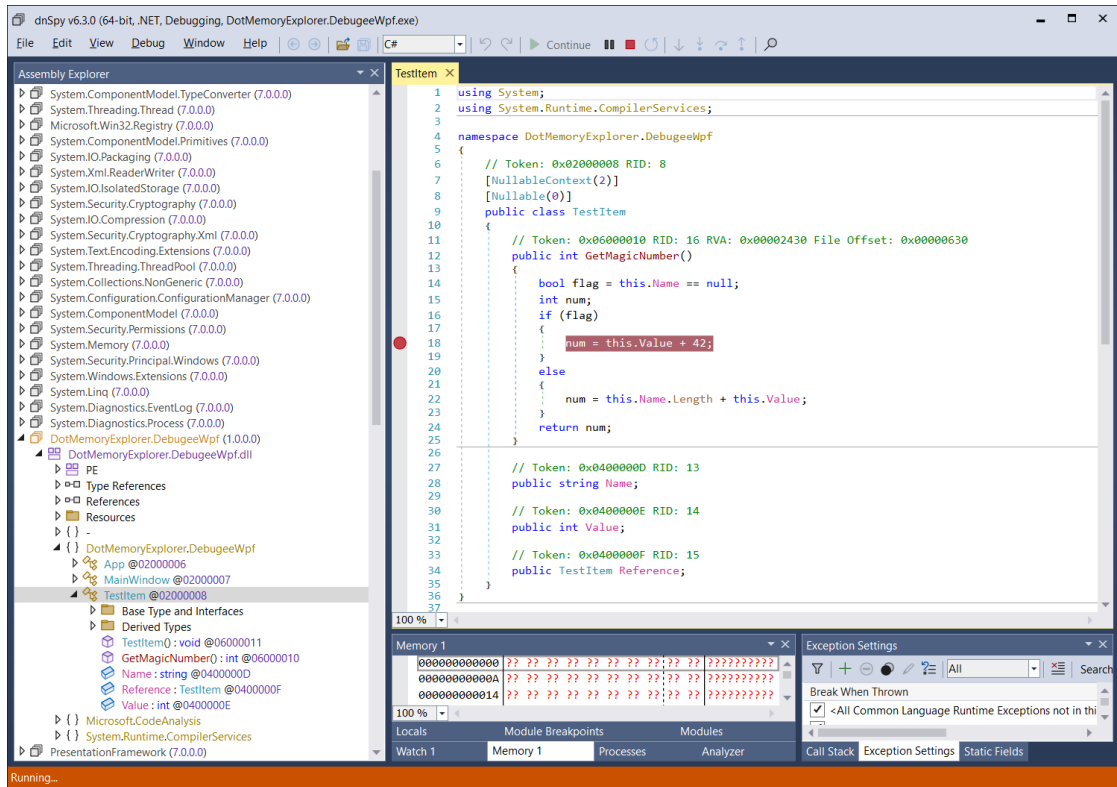 dnSpy v6.3.0 (64-bit, .NET, Debugging, DotMemoryExplorer.DebugeeWpf.exe)
File Edit View Debug Window Help C# Continue
Assembly Explorer
System.ComponentModel.TypeConverter (7.0.0.0)
System.Threading.Thread (7.0.0.0)
Microsoft.Win32.Registry (7.0.0.0)
System.ComponentModel.Primitives (7.0.0.0)
System.IO.Packaging (7.0.0.0)
System.Xml.ReaderWriter (7.0.0.0)
System.IO.IsolatedStorage (7.0.0.0)
System.Security.Cryptography (7.0.0.0)
System.IO.Compression (7.0.0.0)
System.Security.Cryptography.Xml (7.0.0.0)
System.Text.Encoding.Extensions (7.0.0.0)
System.Threading.ThreadPool (7.0.0.0)
System.Collections.NonGeneric (7.0.0.0)
System.Configuration.ConfigurationManager (7.0.0.0)
System.ComponentModel (7.0.0.0)
System.Security.Permissions (7.0.0.0)
System.Memory (7.0.0.0)
System.Security.Principal.Windows (7.0.0.0)
System.Windows.Extensions (7.0.0.0)
System.Linq (7.0.0.0)
System.Diagnostics.EventLog (7.0.0.0)
System.Diagnostics.Process (7.0.0.0)
DotMemoryExplorer.DebugeeWpf (1.0.0.0)
DotMemoryExplorer.DebugeeWpf.dll
PE
Type References
References
Resources
{ } -
{ } DotMemoryExplorer.DebugeeWpf
App @02000006
MainWindow @02000007
TestItem @02000008
Base Type and Interfaces
Derived Types
TestItem() : void @06000011
GetMagicNumber() : int @06000010
Name : string @0400000D
Reference : TestItem @0400000F
Value : int @0400000E
{ } Microsoft.CodeAnalysis
{ } System.Runtime.CompilerServices
PresentationFramework (7.0.0.0)
TestItem
1 using System;
2 using System.Runtime.CompilerServices;
3
4 namespace DotMemoryExplorer.DebugeeWpf
5 {
6 // Token: 0x02000008 RID: 8
7 [NullableContext(2)]
8 [Nullable(0)]
9 public class TestItem
10 {
11 // Token: 0x06000010 RID: 16 RVA: 0x00002430 File Offset: 0x00000630
12 public int GetMagicNumber()
13 {
14 bool flag = this.Name == null;
15 int num;
16 if (flag)
17 {
18 num = this.Value + 42;
19 }
20 else
21 {
22 num = this.Name.Length + this.Value;
23 }
24 return num;
25 }
26
27 // Token: 0x0400000D RID: 13
28 public string Name;
29
30 // Token: 0x0400000E RID: 14
31 public int Value;
32
33 // Token: 0x0400000F RID: 15
34 public TestItem Reference;
35 }
36 }
37
100 %
Memory 1
000000000000 ?? ?? ?? ?? ?? ?? ?? ?? ?? ?? ??????????
00000000000A ?? ?? ?? ?? ?? ?? ?? ?? ?? ?? ??????????
000000000014 ?? ?? ?? ?? ?? ?? ?? ?? ?? ?? ??????????
100 %
Locals Module Breakpoints Modules
Watch 1 Memory 1 Processes Analyzer
Exception Settings
All Search
Break When Thrown
<All Common Language Runtime Exceptions not in thi
Call Stack Exception Settings Static Fields
Running...